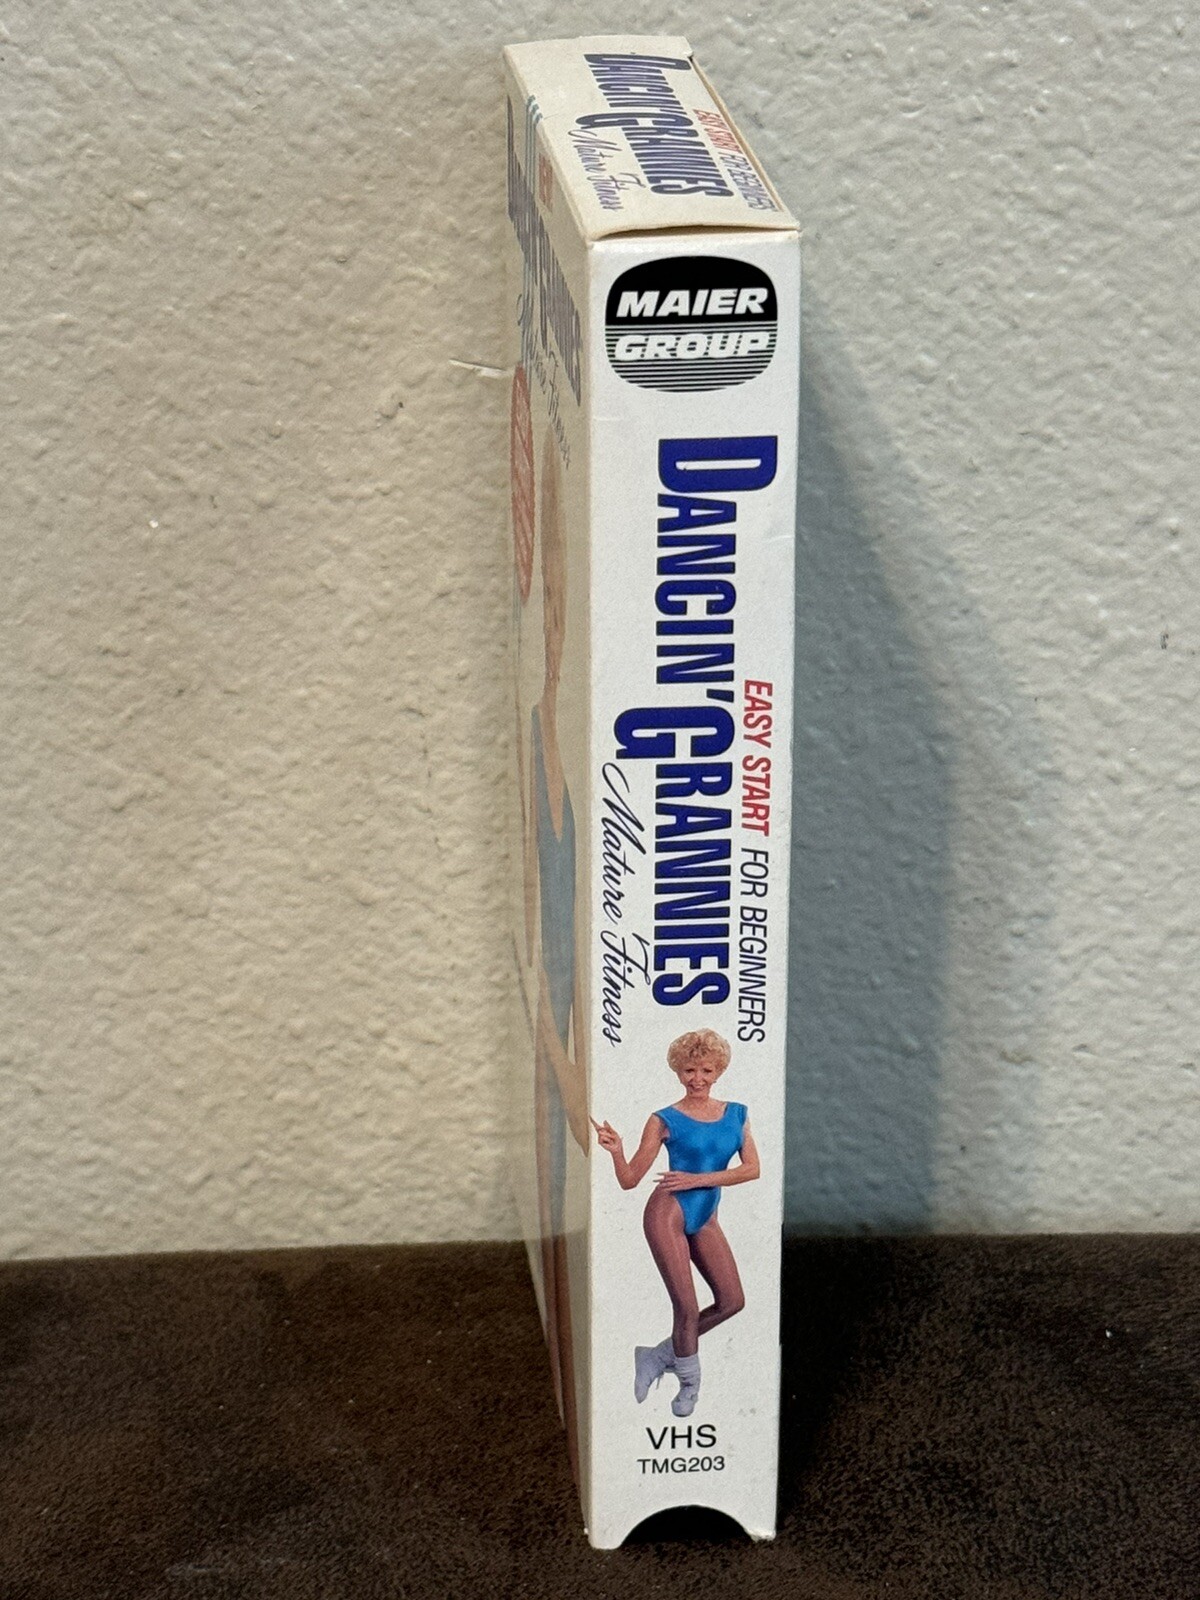 EASY START FOR BEGINNERS
DANCIN' GRANNIES
Mature Fitness
MAIER
GROUP
EASY START FOR BEGINNERS
DANCIN' GRANNIES
Mature Fitness
VHS
TMG203